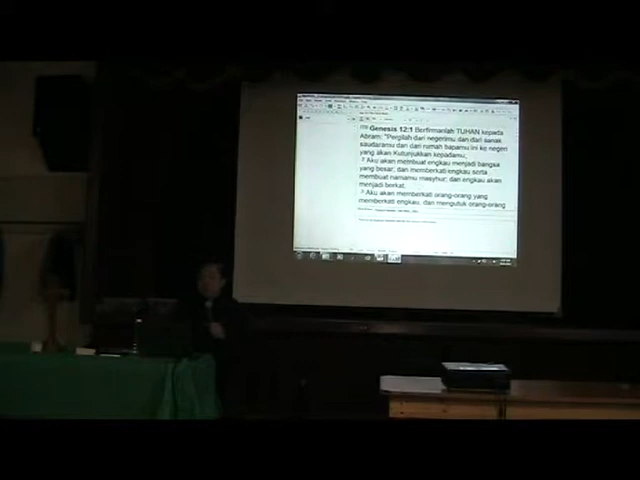 Genesis 12:1 Berfirmanlah TUHAN kepada
Abram: "Pergilah dari negerimu dan dari sanak
saudaramu dan dari rumah bapamu ini ke negeri
yang akan Kutunjukkan kepadamu;
2 Aku akan membuat engkau menjadi bangsa
yang besar, dan memberkati engkau serta
membuat namamu masyhur; dan engkau akan
menjadi berkat.
3 Aku akan memberkati orang-orang yang
memberkati engkau, dan mengutuk orang-orang